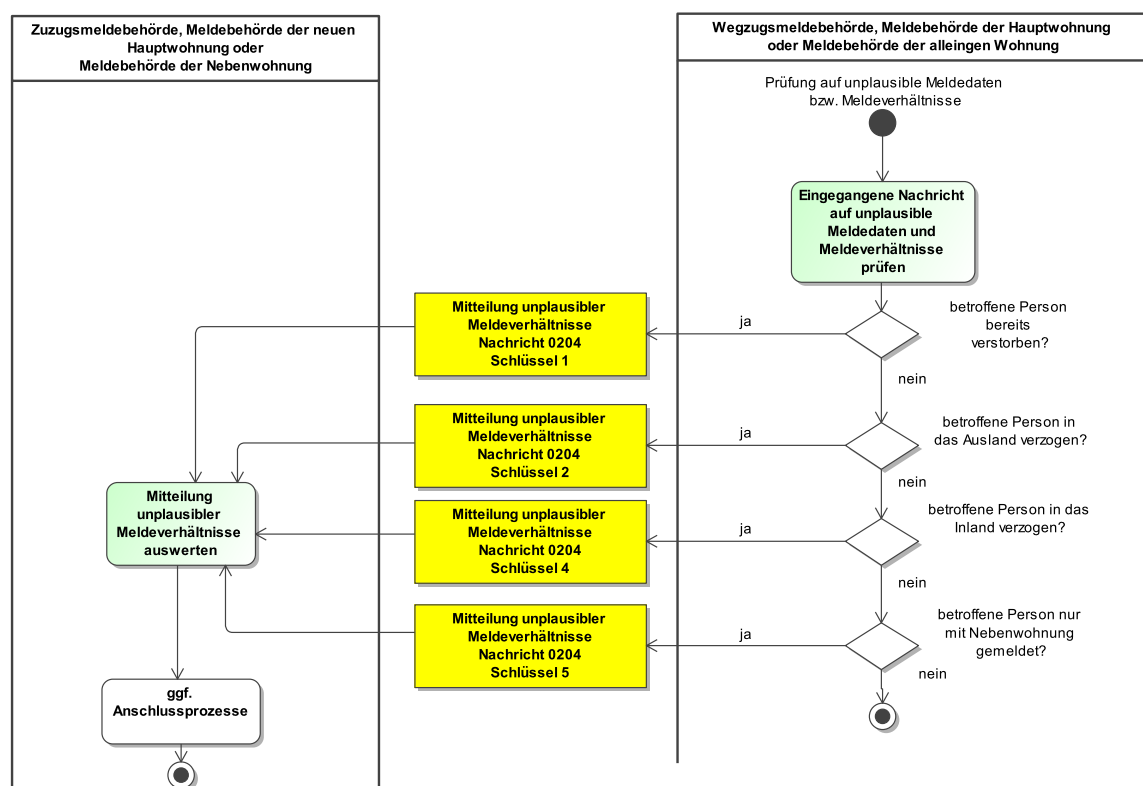 Zuzugsmeldebehörde, Meldebehörde der neuen
Hauptwohnung oder
Meldebehörde der Nebenwohnung
Wegzugsmeldebehörde, Meldebehörde der Hauptwohnung
oder Meldebehörde der alleingen Wohnung
Prüfung auf unplausible Meldedaten
bzw. Meldeverhältnisse
Eingegangene Nachricht
auf unplausible
Meldedaten und
Meldeverhältnisse
prüfen
betroffene Person
bereits
verstorben?
ja
Mitteilung unplausibler
Meldeverhältnisse
Nachricht 0204
Schlüssel 1
nein
betroffene Person in
das Ausland verzogen?
ja
Mitteilung unplausibler
Meldeverhältnisse
Nachricht 0204
Schlüssel 2
nein
betroffene Person in das
Inland verzogen?
ja
Mitteilung unplausibler
Meldeverhältnisse
Nachricht 0204
Schlüssel 4
nein
betroffene Person nur
mit Nebenwohnung
gemeldet?
ja
Mitteilung unplausibler
Meldeverhältnisse
Nachricht 0204
Schlüssel 5
nein
Mitteilung
unplausibler
Meldeverhältnisse
auswerten
ggf.
Anschlussprozesse